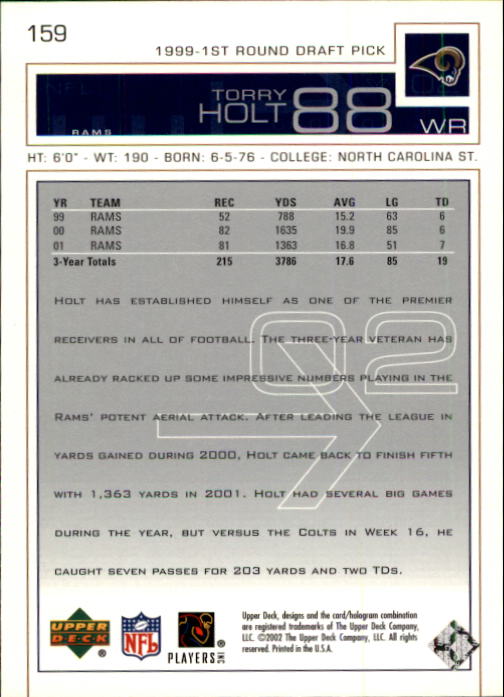 159
1999-1ST ROUND DRAFT PICK
TORRY
HOLT 88
RAMS WR
HT: 6'0" - WT: 190 - BORN: 6-5-76 - COLLEGE: NORTH CAROLINA ST.
YR TEAM REC YDS AVG LG TD
99 RAMS 52 788 15.2 63 6
00 RAMS 82 1635 19.9 85 6
01 RAMS 81 1363 16.8 51 7
3-Year Totals 215 3786 17.6 85 19
HOLT HAS ESTABLISHED HIMSELF AS ONE OF THE PREMIER
RECEIVERS IN ALL OF FOOTBALL. THE THREE-YEAR VETERAN HAS
ALREADY RACKED UP SOME IMPRESSIVE NUMBERS PLAYING IN THE
RAMS' POTENT AERIAL ATTACK. AFTER LEADING THE LEAGUE IN
YARDS GAINED DURING 2000, HOLT CAME BACK TO FINISH FIFTH
WITH 1,363 YARDS IN 2001. HOLT HAD SEVERAL BIG GAMES
DURING THE YEAR, BUT VERSUS THE COLTS IN WEEK 16, HE
CAUGHT SEVEN PASSES FOR 203 YARDS AND TWO TDS.
02
UPPER
DECK ®
NFL
PLAYERS INC ®
Upper Deck, designs and the card/hologram combination
are registered trademarks of The Upper Deck Company,
LLC. ©2002 The Upper Deck Company, LLC. All rights
reserved. Printed in the U.S.A.